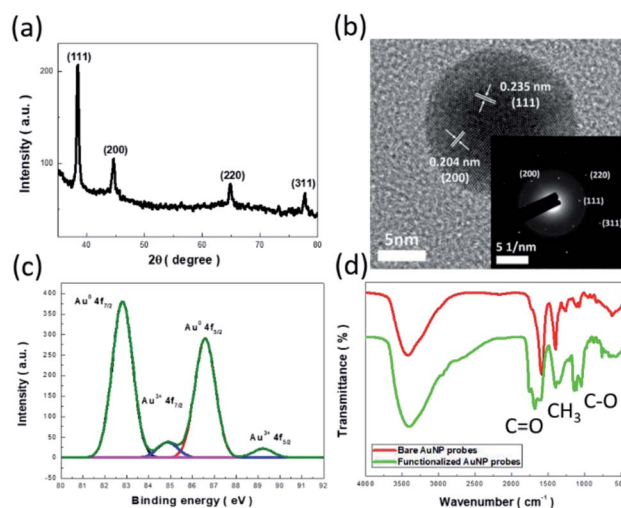 (a)
(111)
(200)
(220)
(311)
200
100
Intensity ( a.u. )
40 50 60 70 80
2θ ( degree )
(b)
0.235 nm
(111)
0.204 nm
(200)
5nm
(200)
(220)
(111)
(311)
5 1/nm
(c)
Au⁰ 4f₇/₂
Au⁰ 4f₅/₂
Au³⁺ 4f₇/₂
Au³⁺ 4f₅/₂
400
350
300
250
200
150
100
50
0
Intensity ( a.u. )
80 81 82 83 84 85 86 87 88 89 90 91 92
Binding energy ( eV )
(d)
Transmittance ( % )
C=O
CH₃
C-O
Bare AuNP probes
Functionalized AuNP probes
4000 3500 3000 2500 2000 1500 1000 500
Wavenumber ( cm⁻¹ )